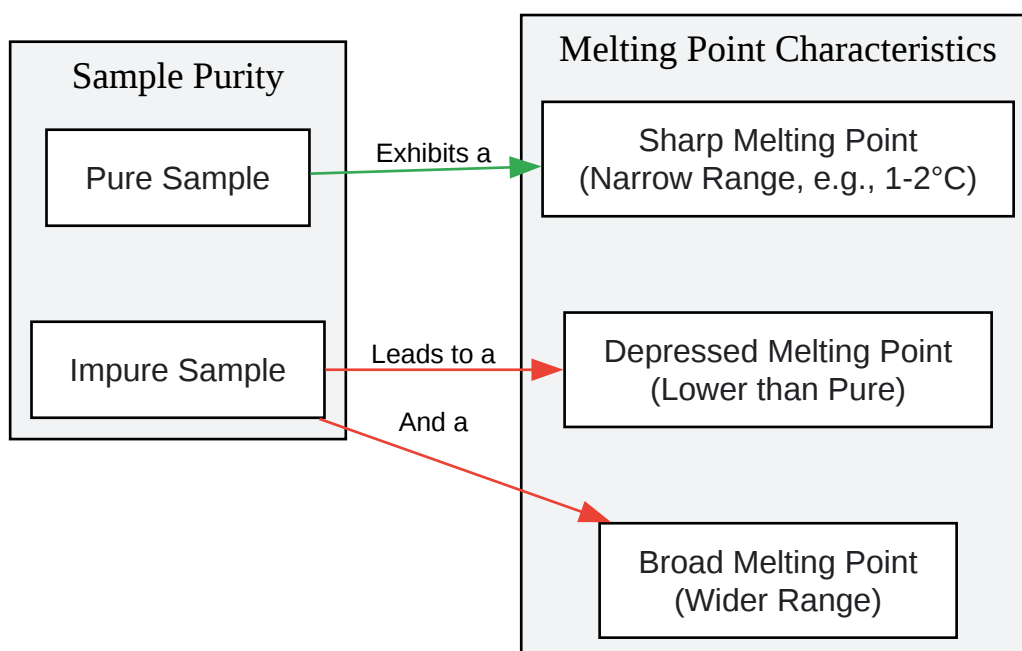 Sample Purity
Pure Sample
Impure Sample
Exhibits a
Leads to a
And a
Melting Point Characteristics
Sharp Melting Point
(Narrow Range, e.g., 1-2°C)
Depressed Melting Point
(Lower than Pure)
Broad Melting Point
(Wider Range)